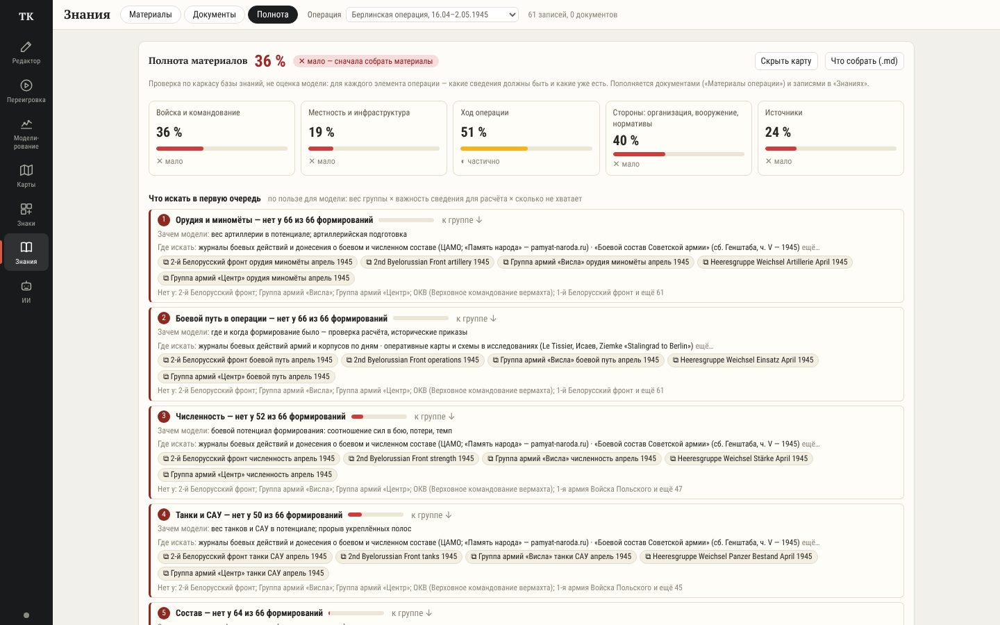 ТК
Редактор
Переигровка
Модели-
рование
Карты
Знаки
Знания
ИИ
Знания
Материалы
Документы
Полнота
Операция
Берлинская операция, 16.04–2.05.1945
61 записей, 0 документов
Полнота материалов 36 % ✕ мало — сначала собрать материалы
Скрыть карту
Что собрать (.md)
Проверка по каркасу базы знаний, не оценка модели: для каждого элемента операции — какие сведения должны быть и какие уже есть. Пополняется документами («Материалы операции») и записями в «Знаниях».
Войска и командование
36 %
✕ мало
Местность и инфраструктура
19 %
✕ мало
Ход операции
51 %
частично
Стороны: организация, вооружение,
нормативы
40 %
✕ мало
Источники
24 %
✕ мало
Что искать в первую очередь по пользе для модели: вес группы × важность сведения для расчёта × сколько не хватает
1 Орудия и миномёты — нет у 66 из 66 формирований к группе ↓
Зачем модели: вес артиллерии в потенциале; артиллерийская подготовка
Где искать: журналы боевых действий и донесения о боевом и численном составе (ЦАМО; «Память народа» — pamyat-naroda.ru) · «Боевой состав Советской армии» (сб. Генштаба, ч. V — 1945) ещё…
⧉ 2-й Белорусский фронт орудия миномёты апрель 1945 ⧉ 2nd Byelorussian Front artillery 1945 ⧉ Группа армий «Висла» орудия миномёты апрель 1945 ⧉ Heeresgruppe Weichsel Artillerie April 1945
⧉ Группа армий «Центр» орудия миномёты апрель 1945
Нет у: 2-й Белорусский фронт; Группа армий «Висла»; Группа армий «Центр»; ОКВ (Верховное командование вермахта); 1-й Белорусский фронт и ещё 61
2 Боевой путь в операции — нет у 66 из 66 формирований к группе ↓
Зачем модели: где и когда формирование было — проверка расчёта, исторические приказы
Где искать: журналы боевых действий армий и корпусов по дням · оперативные карты и схемы в исследованиях (Le Tissier, Исаев, Ziemke «Stalingrad to Berlin») ещё…
⧉ 2-й Белорусский фронт боевой путь апрель 1945 ⧉ 2nd Byelorussian Front operations 1945 ⧉ Группа армий «Висла» боевой путь апрель 1945 ⧉ Heeresgruppe Weichsel Einsatz April 1945
⧉ Группа армий «Центр» боевой путь апрель 1945
Нет у: 2-й Белорусский фронт; Группа армий «Висла»; Группа армий «Центр»; ОКВ (Верховное командование вермахта); 1-й Белорусский фронт и ещё 61
3 Численность — нет у 52 из 66 формирований к группе ↓
Зачем модели: боевой потенциал формирования: соотношение сил в бою, потери, темп
Где искать: журналы боевых действий и донесения о боевом и численном составе (ЦАМО; «Память народа» — pamyat-naroda.ru) · «Боевой состав Советской армии» (сб. Генштаба, ч. V — 1945) ещё…
⧉ 2-й Белорусский фронт численность апрель 1945 ⧉ 2nd Byelorussian Front strength 1945 ⧉ Группа армий «Висла» численность апрель 1945 ⧉ Heeresgruppe Weichsel Stärke April 1945
⧉ Группа армий «Центр» численность апрель 1945
Нет у: 2-й Белорусский фронт; Группа армий «Висла»; Группа армий «Центр»; ОКВ (Верховное командование вермахта); 1-я армия Войска Польского и ещё 47
4 Танки и САУ — нет у 50 из 66 формирований к группе ↓
Зачем модели: вес танков и САУ в потенциале; прорыв укреплённых полос
Где искать: журналы боевых действий и донесения о боевом и численном составе (ЦАМО; «Память народа» — pamyat-naroda.ru) · «Боевой состав Советской армии» (сб. Генштаба, ч. V — 1945) ещё…
⧉ 2-й Белорусский фронт танки САУ апрель 1945 ⧉ 2nd Byelorussian Front tanks 1945 ⧉ Группа армий «Висла» танки САУ апрель 1945 ⧉ Heeresgruppe Weichsel Panzer Bestand April 1945
⧉ Группа армий «Центр» танки САУ апрель 1945
Нет у: 2-й Белорусский фронт; Группа армий «Висла»; Группа армий «Центр»; ОКВ (Верховное командование вермахта); 1-я армия Войска Польского и ещё 45
5 Состав — нет у 64 из 66 формирований к группе ↓